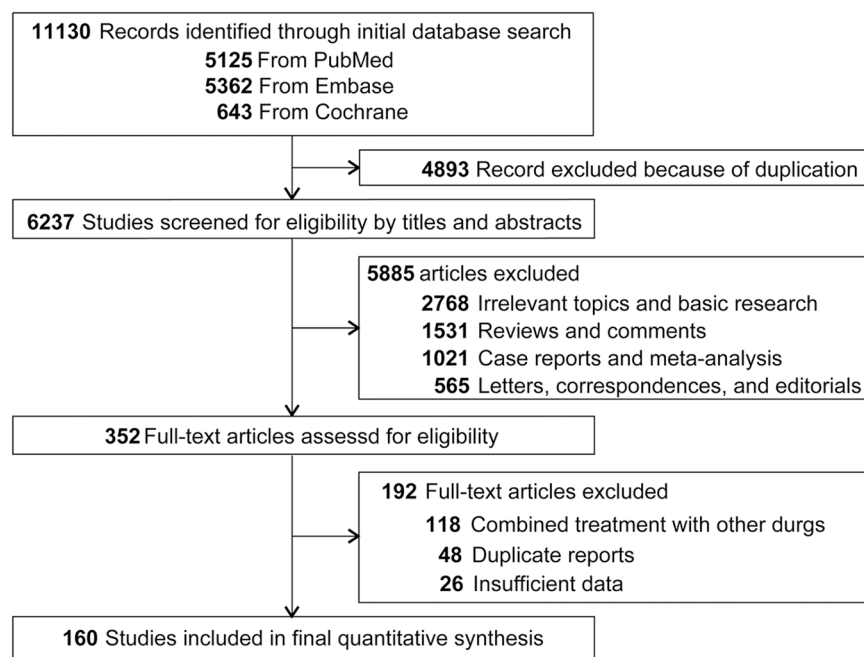 11130 Records identified through initial database search
5125 From PubMed
5362 From Embase
643 From Cochrane
4893 Record excluded because of duplication
6237 Studies screened for eligibility by titles and abstracts
5885 articles excluded
2768 Irrelevant topics and basic research
1531 Reviews and comments
1021 Case reports and meta-analysis
565 Letters, correspondences, and editorials
352 Full-text articles assessd for eligibility
192 Full-text articles excluded
118 Combined treatment with other durgs
48 Duplicate reports
26 Insufficient data
160 Studies included in final quantitative synthesis